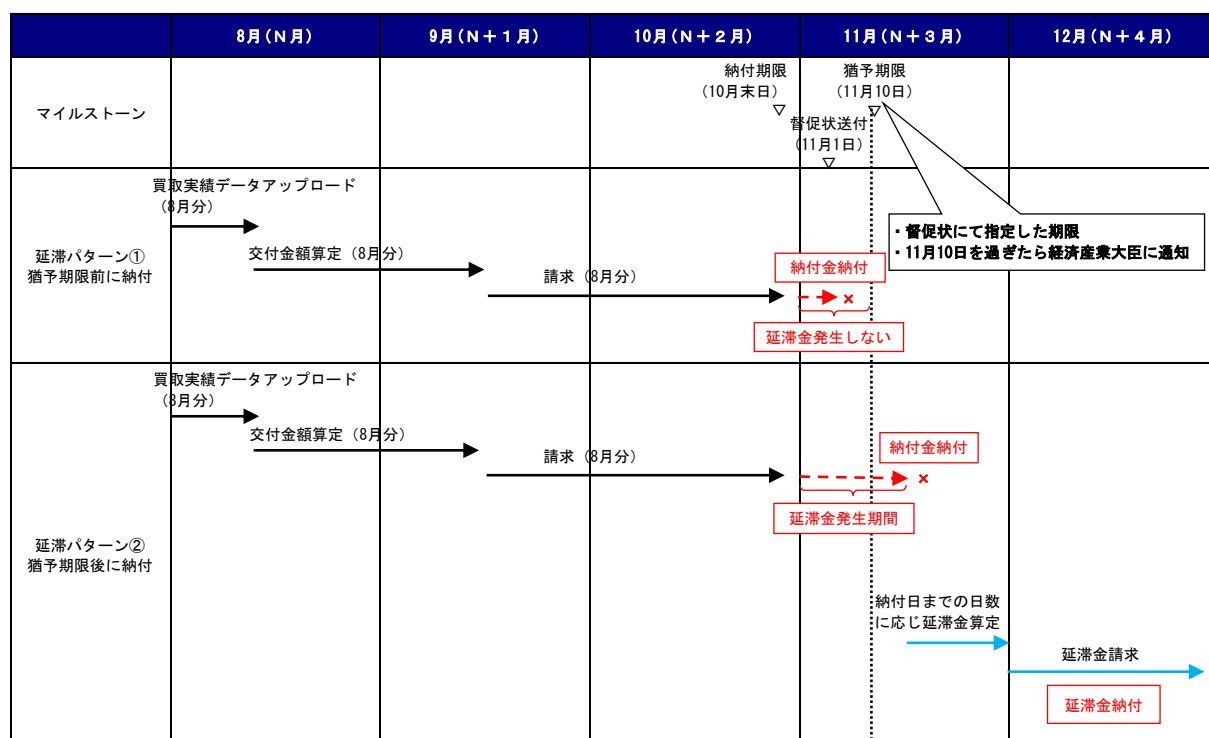 8月(N月)
9月(N+1月)
10月(N+2月)
11月(N+3月)
12月(N+4月)
マイルストーン
納付期限
(10月末日)
▽
猶予期限
(11月10日)
▽
督促状送付
(11月1日)
▽
・督促状にて指定した期限
・11月10日を過ぎたら経済産業大臣に通知
延滞パターン①
猶予期限前に納付
買取実績データアップロード
(8月分)
交付金額算定(8月分)
請求(8月分)
納付金納付
×
延滞金発生しない
延滞パターン②
猶予期限後に納付
買取実績データアップロード
(8月分)
交付金額算定(8月分)
請求(8月分)
納付金納付
×
延滞金発生期間
納付日までの日数
に応じ延滞金算定
延滞金請求
延滞金納付